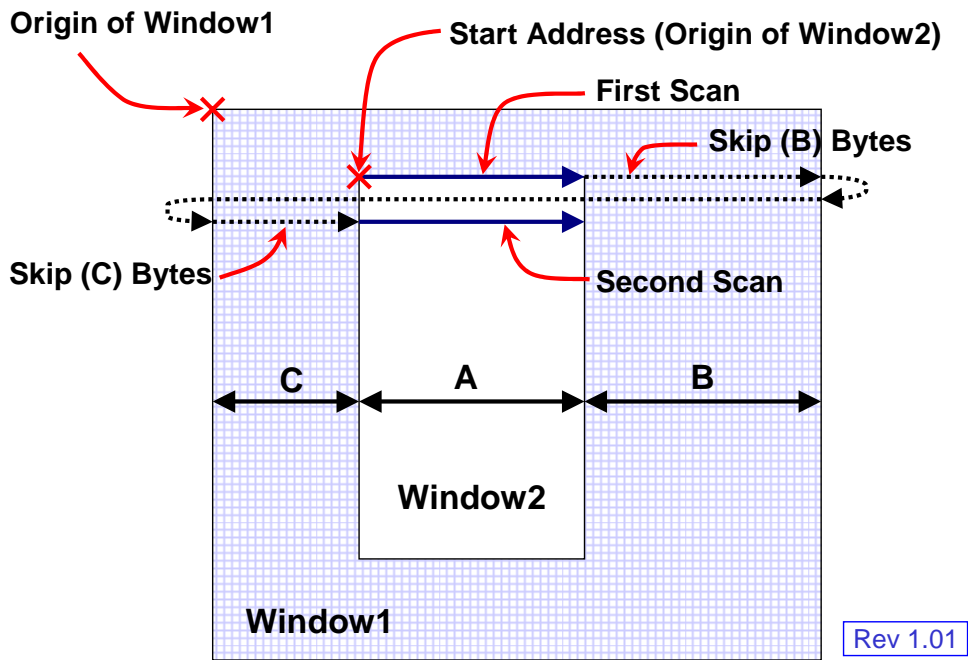 Origin of Window1
Start Address (Origin of Window2)
First Scan
Skip (B) Bytes
Skip (C) Bytes
Second Scan
C
A
B
Window2
Window1
Rev 1.01